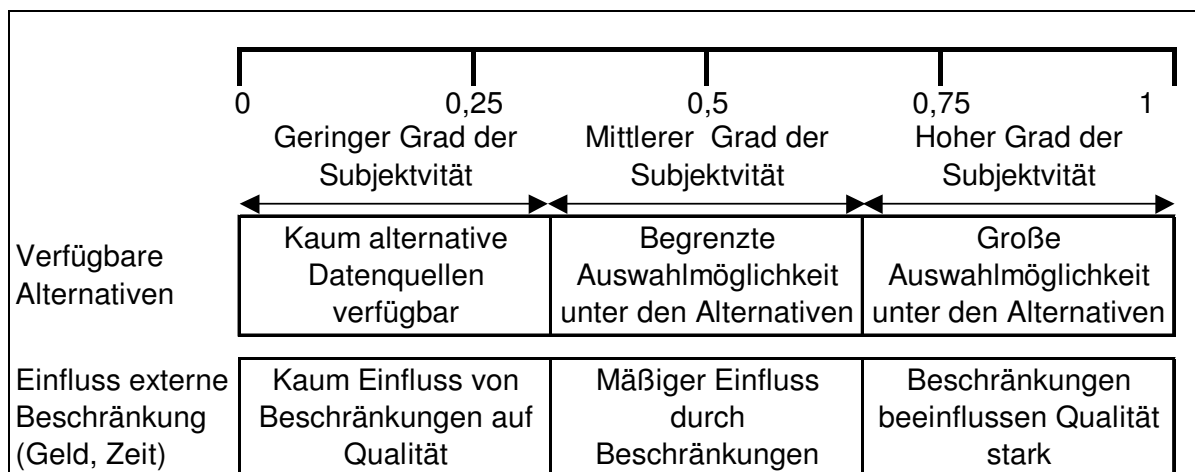 0 0,25 0,5 0,75 1
Geringer Grad der
Subjektvität
Mittlerer Grad der
Subjektvität
Hoher Grad der
Subjektvität
Verfügbare
Alternativen
Kaum alternative
Datenquellen
verfügbar
Begrenzte
Auswahlmöglichkeit
unter den Alternativen
Große
Auswahlmöglichkeit
unter den Alternativen
Einfluss externe
Beschränkung
(Geld, Zeit)
Kaum Einfluss von
Beschränkungen auf
Qualität
Mäßiger Einfluss
durch
Beschränkungen
Beschränkungen
beeinflussen Qualität
stark